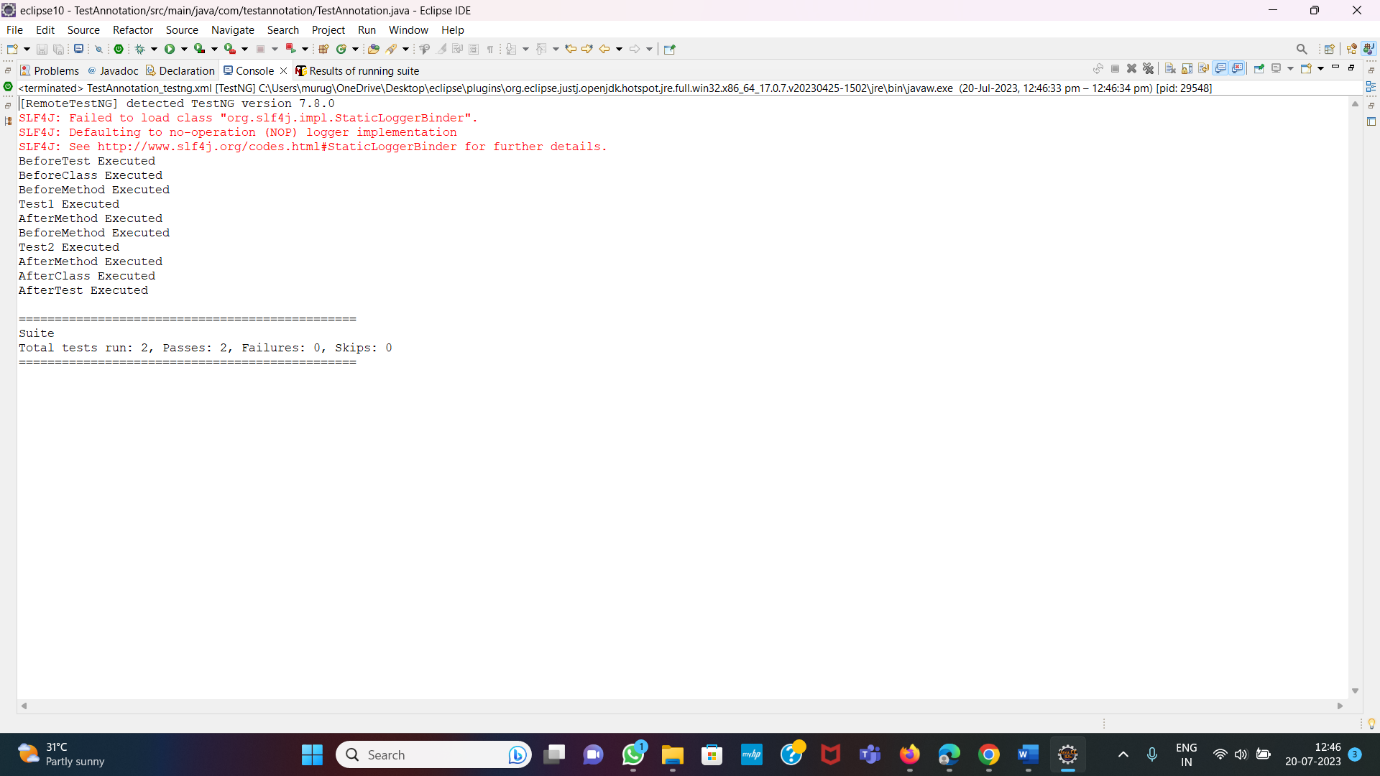 eclipse10 - TestAnnotation/src/main/java/com/testannotation/TestAnnotation.java - Eclipse IDE
File Edit Source Refactor Source Navigate Search Project Run Window Help
Problems @ Javadoc Declaration Console Results of running suite
<terminated> TestAnnotation_testng.xml [TestNG] C:\Users\murug\OneDrive\Desktop\eclipse\plugins\org.eclipse.justj.openjdk.hotspot.jre.full.win32.x86_64_17.0.7.v20230425-1502\jre\bin\javaw.exe (20-Jul-2023, 12:46:33 pm – 12:46:34 pm) [pid: 29548]
[RemoteTestNG] detected TestNG version 7.8.0
SLF4J: Failed to load class "org.slf4j.impl.StaticLoggerBinder".
SLF4J: Defaulting to no-operation (NOP) logger implementation
SLF4J: See http://www.slf4j.org/codes.html#StaticLoggerBinder for further details.
BeforeTest Executed
BeforeClass Executed
BeforeMethod Executed
Test1 Executed
AfterMethod Executed
BeforeMethod Executed
Test2 Executed
AfterMethod Executed
AfterClass Executed
AfterTest Executed
===============================================
Suite
Total tests run: 2, Passes: 2, Failures: 0, Skips: 0
===============================================
31°C
Partly sunny
Search
1
my hp
ENG
IN
12:46
20-07-2023
3